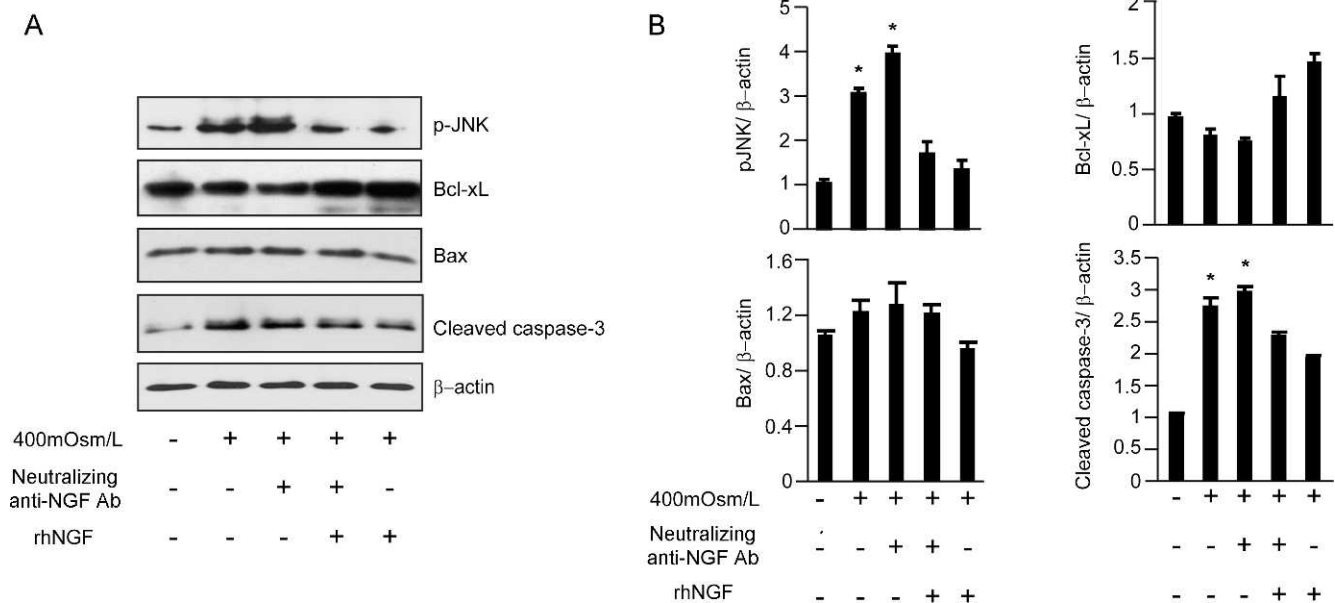 A
p-JNK
Bcl-xL
Bax
Cleaved caspase-3
β–actin
400mOsm/L - + + + +
Neutralizing
anti-NGF Ab - - + + -
rhNGF - - - + +
B
pJNK/ β–actin
5
4
3
2
1
0
* *
Bcl-xL/ β–actin
2
1.5
1
0.5
0
Bax/ β–actin
1.6
1.2
0.8
0.4
0
Cleaved caspase-3/ β–actin
3.5
3
2.5
2
1.5
1
0.5
0
* *
400mOsm/L - + + + + - + + + +
Neutralizing
anti-NGF Ab - - + + - - - + + -
rhNGF - - - + + - - - + +